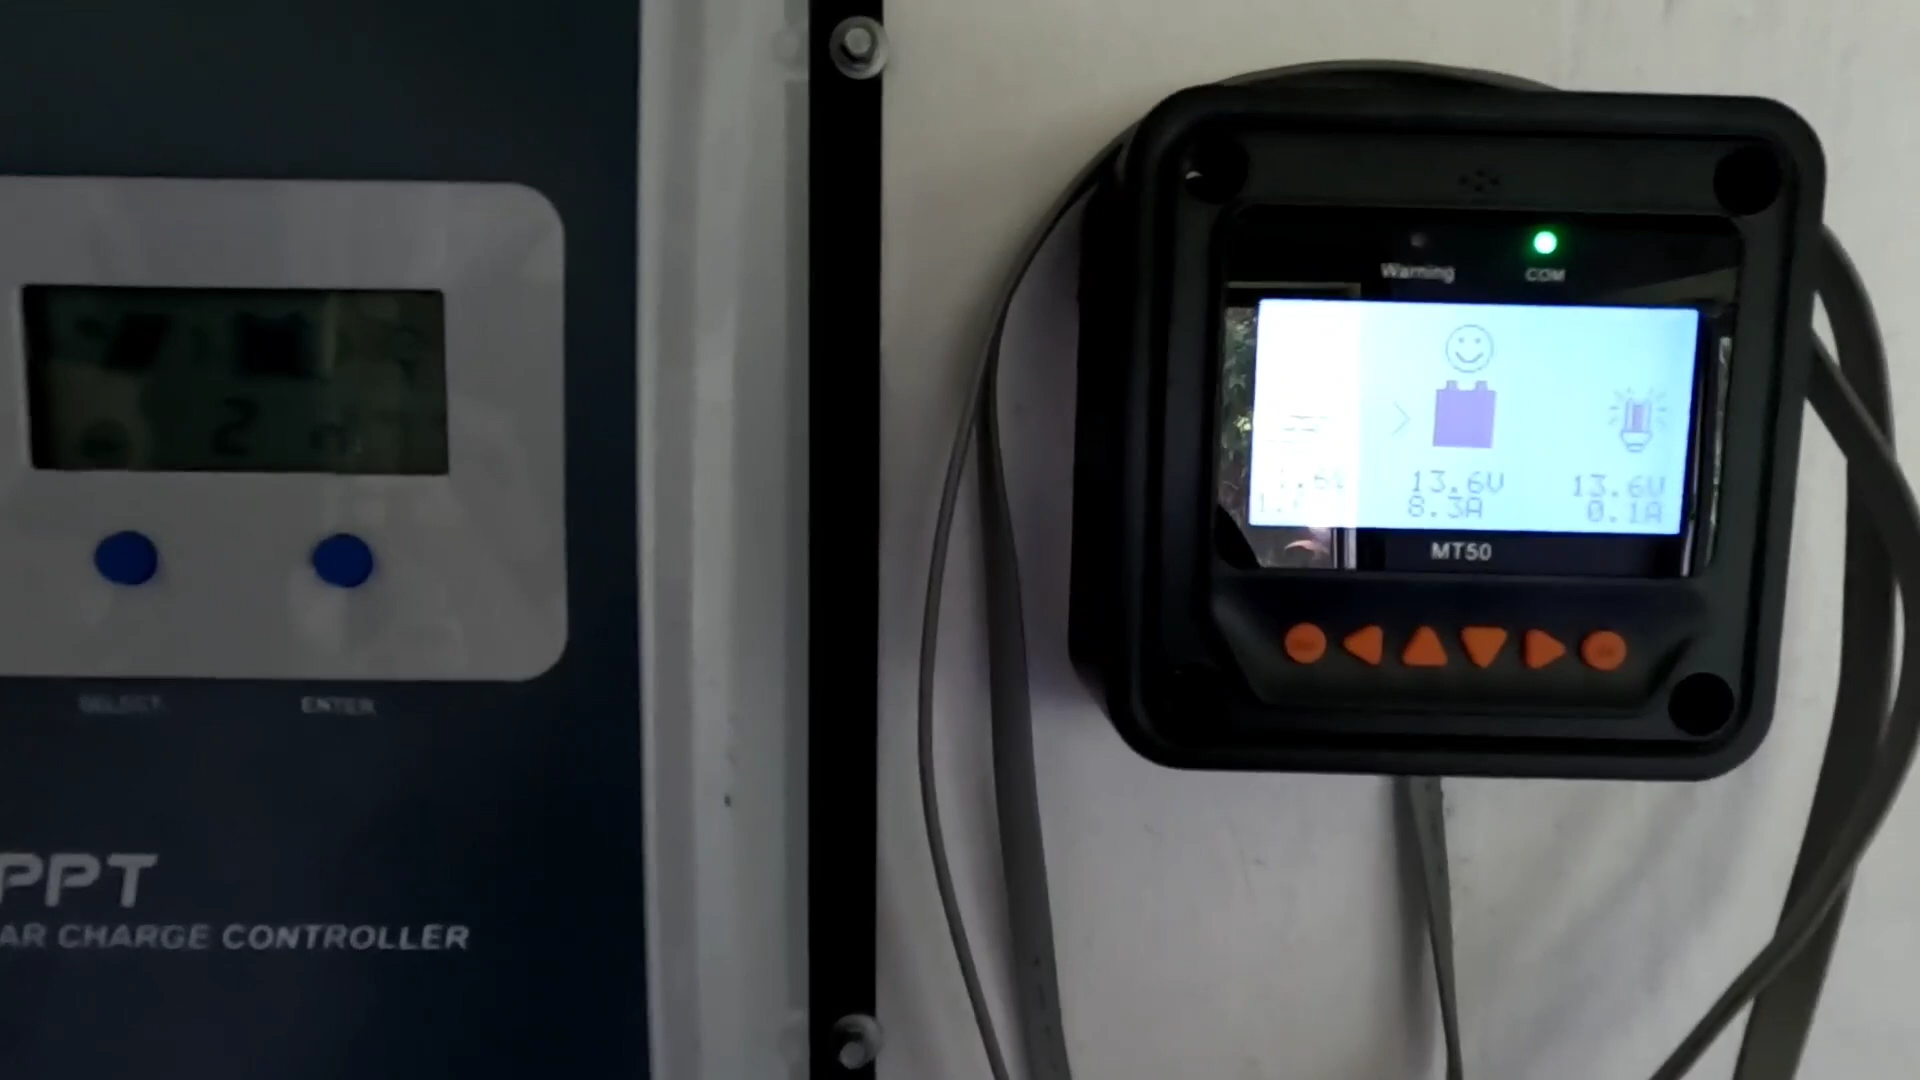 SELECT
ENTER
PPT
AR CHARGE CONTROLLER
Warning
COM
13.6V
8.3A
13.6V
0.1A
MT50